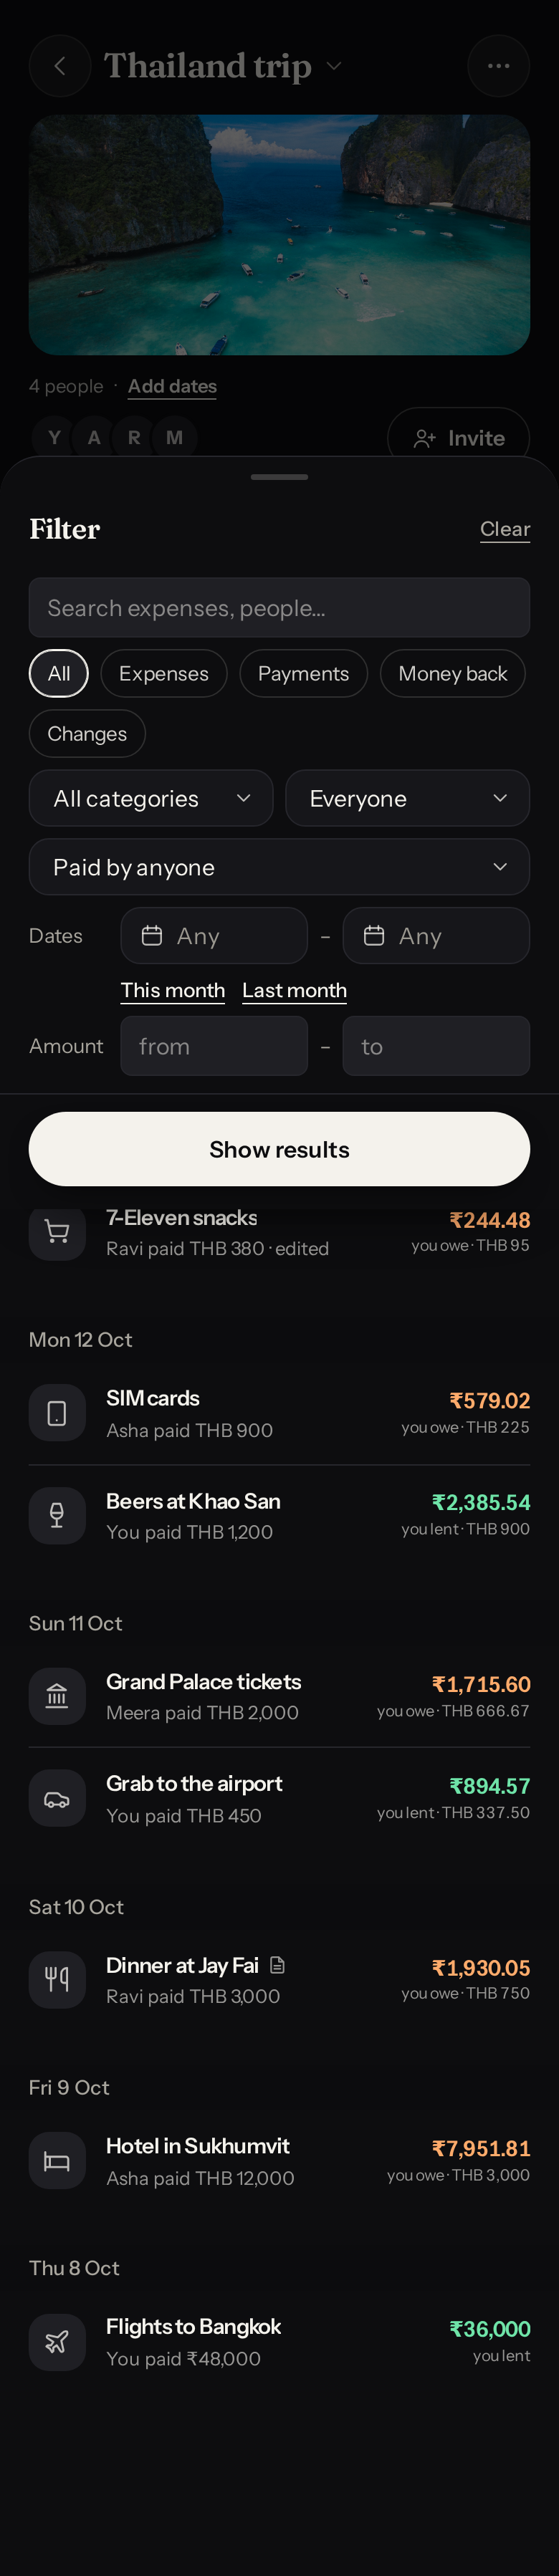 Thailand trip
4 people · Add dates
Y A R M
Invite
Filter
Clear
Search expenses, people...
All
Expenses
Payments
Money back
Changes
All categories
Everyone
Paid by anyone
Dates
Any
–
Any
This month
Last month
Amount
from
–
to
Show results
7-Eleven snacks
₹244.48
Ravi paid THB 380 · edited
you owe · THB 95
Mon 12 Oct
SIM cards
₹579.02
Asha paid THB 900
you owe · THB 225
Beers at Khao San
₹2,385.54
You paid THB 1,200
you lent · THB 900
Sun 11 Oct
Grand Palace tickets
₹1,715.60
Meera paid THB 2,000
you owe · THB 666.67
Grab to the airport
₹894.57
You paid THB 450
you lent · THB 337.50
Sat 10 Oct
Dinner at Jay Fai
₹1,930.05
Ravi paid THB 3,000
you owe · THB 750
Fri 9 Oct
Hotel in Sukhumvit
₹7,951.81
Asha paid THB 12,000
you owe · THB 3,000
Thu 8 Oct
Flights to Bangkok
₹36,000
You paid ₹48,000
you lent